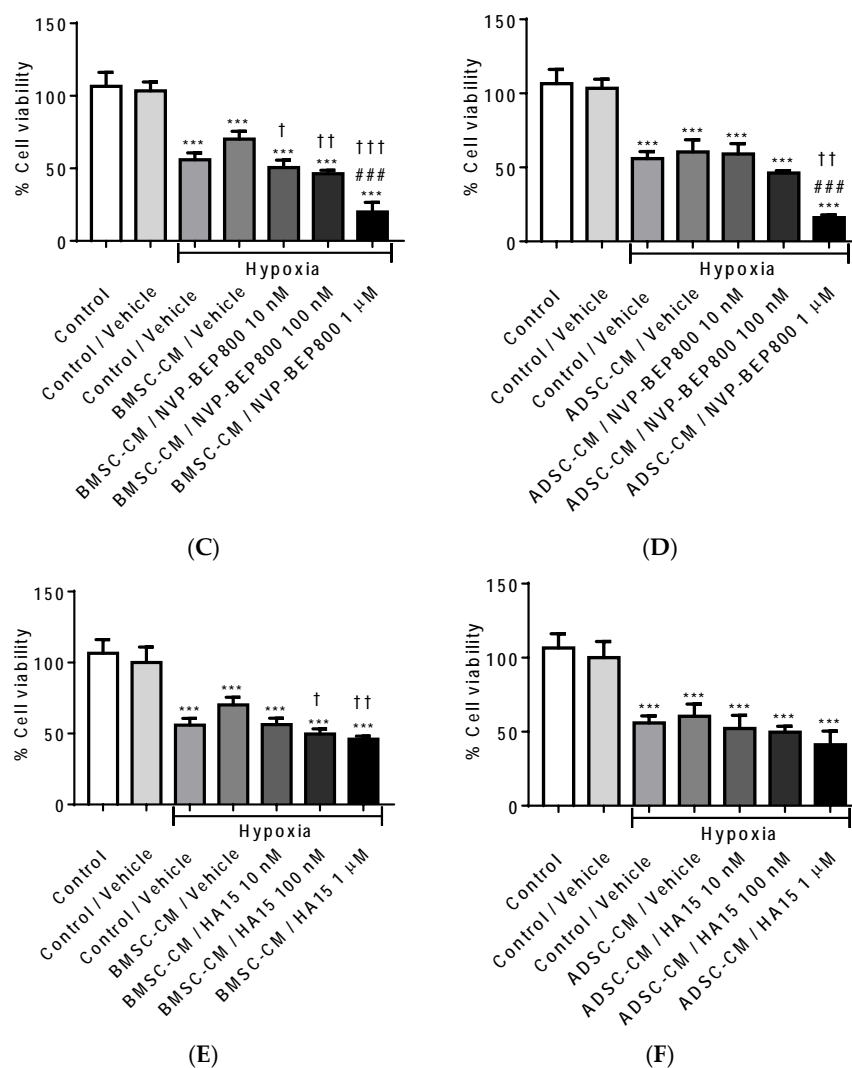 150
100
50
0
% Cell viability
***
***
†
***
††
***
†††
###
***
Hypoxia
Control
Control / Vehicle
Control / Vehicle
BMSC-CM / Vehicle
BMSC-CM / NVP-BEP800 10 nM
BMSC-CM / NVP-BEP800 100 nM
BMSC-CM / NVP-BEP800 1 µM
(C)
150
100
50
0
% Cell viability
***
***
***
***
††
###
***
Hypoxia
Control
Control / Vehicle
Control / Vehicle
ADSC-CM / Vehicle
ADSC-CM / NVP-BEP800 10 nM
ADSC-CM / NVP-BEP800 100 nM
ADSC-CM / NVP-BEP800 1 µM
(D)
150
100
50
0
% Cell viability
***
***
***
†
***
††
***
Hypoxia
Control
Control / Vehicle
Control / Vehicle
BMSC-CM / Vehicle
BMSC-CM / HA15 10 nM
BMSC-CM / HA15 100 nM
BMSC-CM / HA15 1 µM
(E)
150
100
50
0
% Cell viability
***
***
***
***
***
Hypoxia
Control
Control / Vehicle
Control / Vehicle
ADSC-CM / Vehicle
ADSC-CM / HA15 10 nM
ADSC-CM / HA15 100 nM
ADSC-CM / HA15 1 µM
(F)